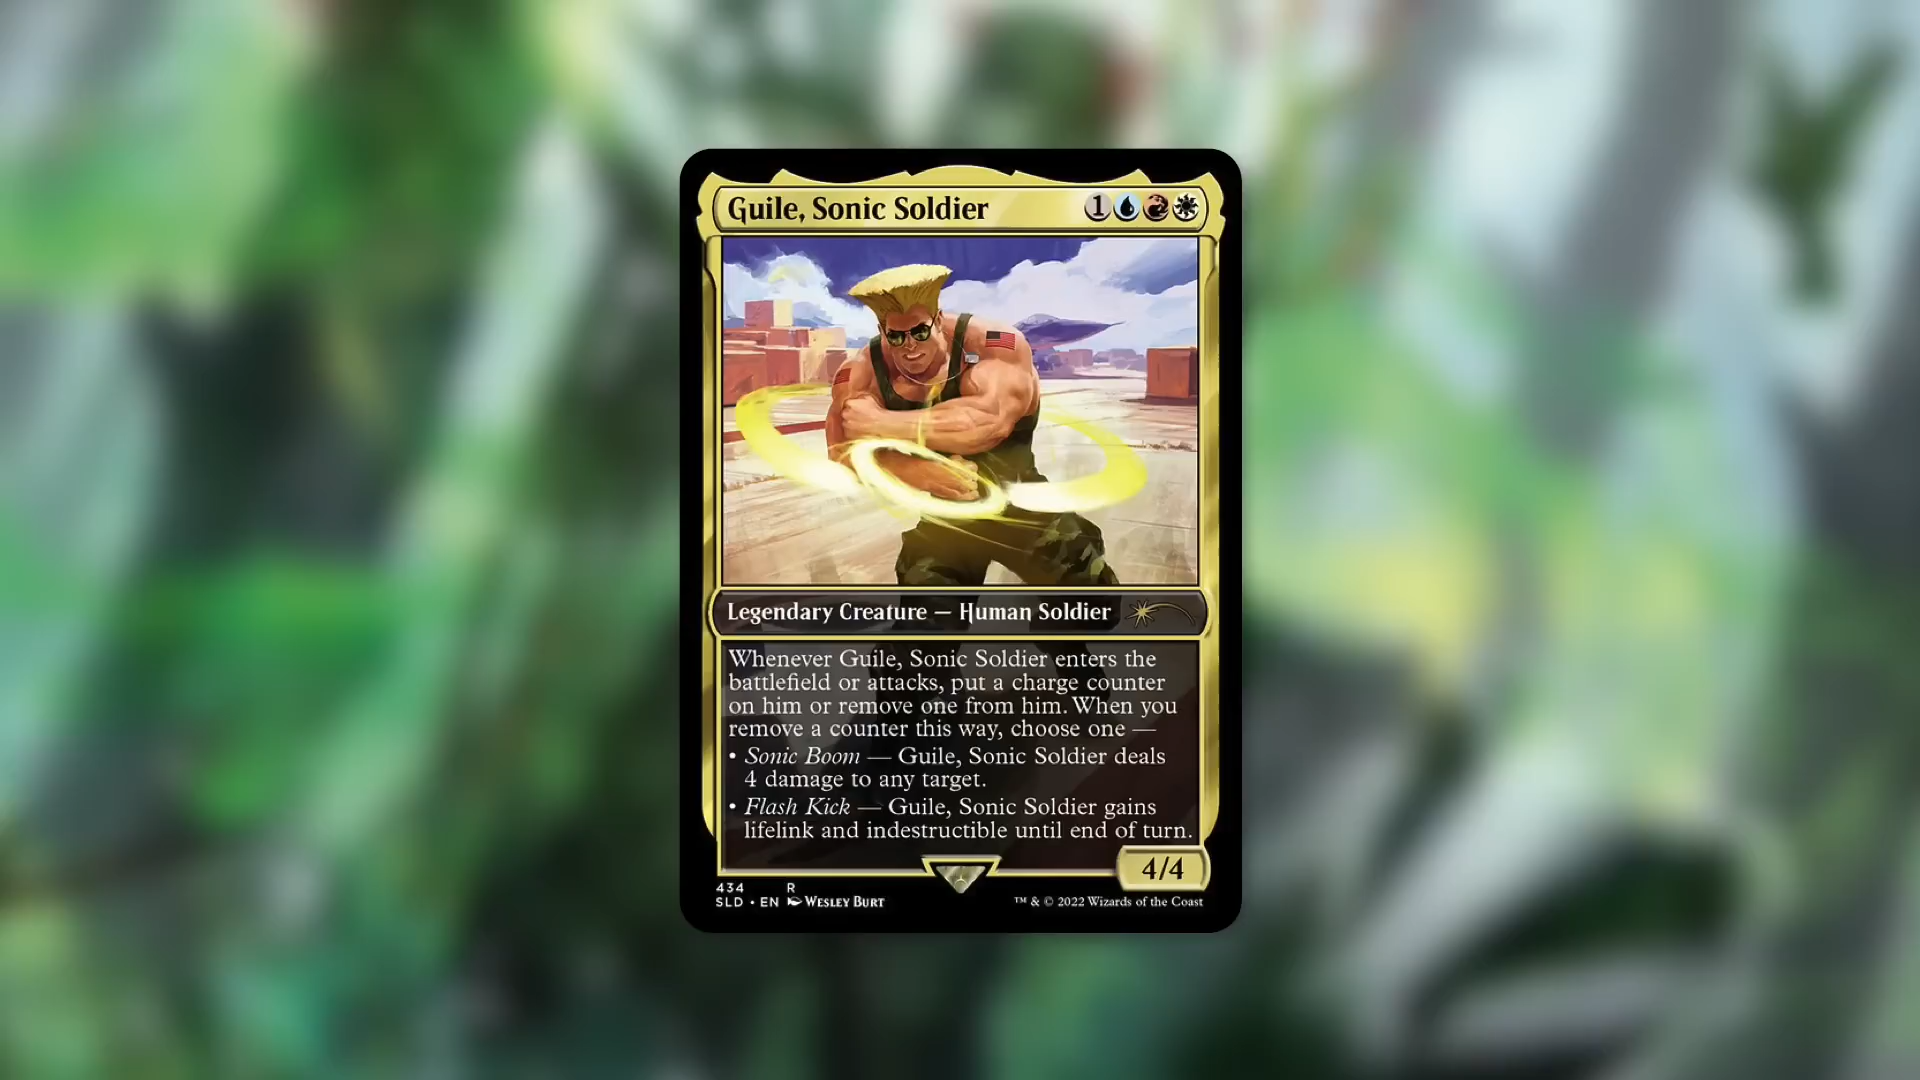 Guile, Sonic Soldier 1
Legendary Creature — Human Soldier
Whenever Guile, Sonic Soldier enters the
battlefield or attacks, put a charge counter
on him or remove one from him. When you
remove a counter this way, choose one —
• Sonic Boom — Guile, Sonic Soldier deals
4 damage to any target.
• Flash Kick — Guile, Sonic Soldier gains
lifelink and indestructible until end of turn.
4/4
434 R
SLD • EN Wesley Burt
™ & © 2022 Wizards of the Coast